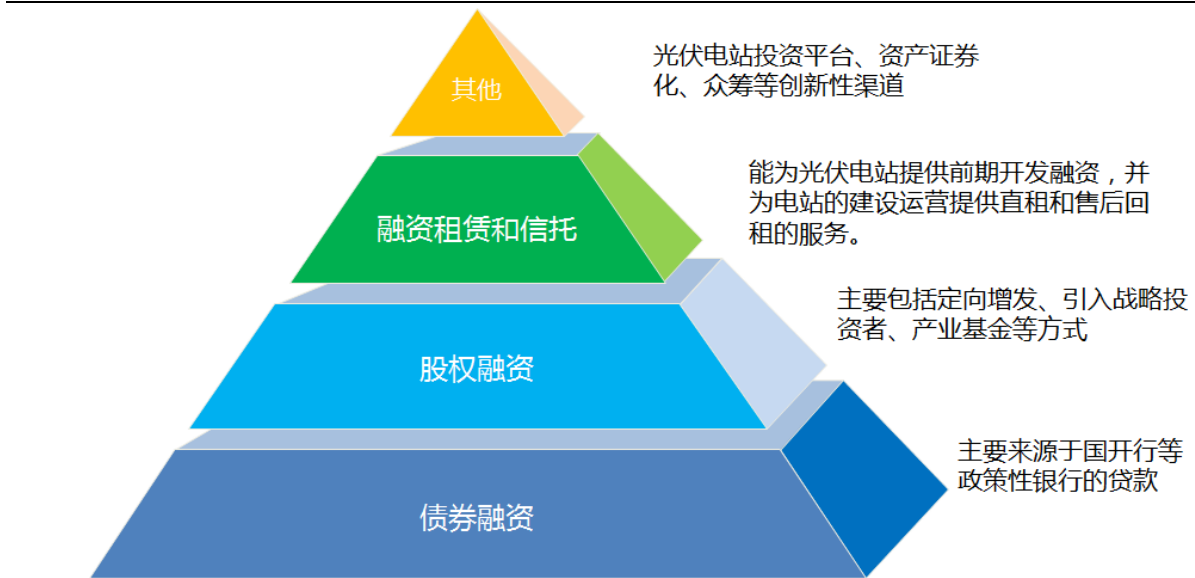 其他
光伏电站投资平台、资产证券
化、众筹等创新性渠道
融资租赁和信托
能为光伏电站提供前期开发融资，并
为电站的建设运营提供直租和售后回
租的服务。
股权融资
主要包括定向增发、引入战略投
资者、产业基金等方式
债券融资
主要来源于国开行等
政策性银行的贷款